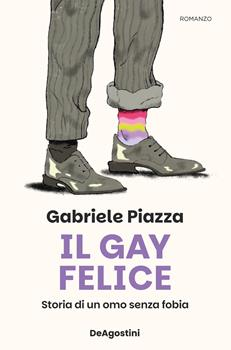 ROMANZO
Gabriele Piazza
IL GAY
FELICE
Storia di un omo senza fobia
DeAgostini